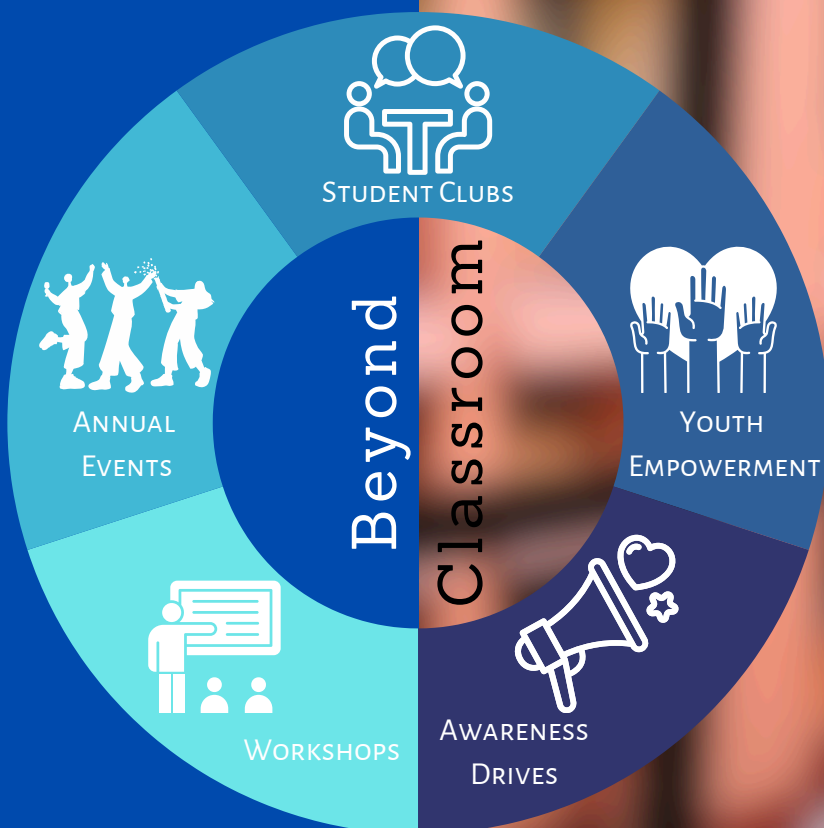 Student Clubs
Annual
Events
Beyond
Classroom
Youth
Empowerment
Workshops
Awareness
Drives